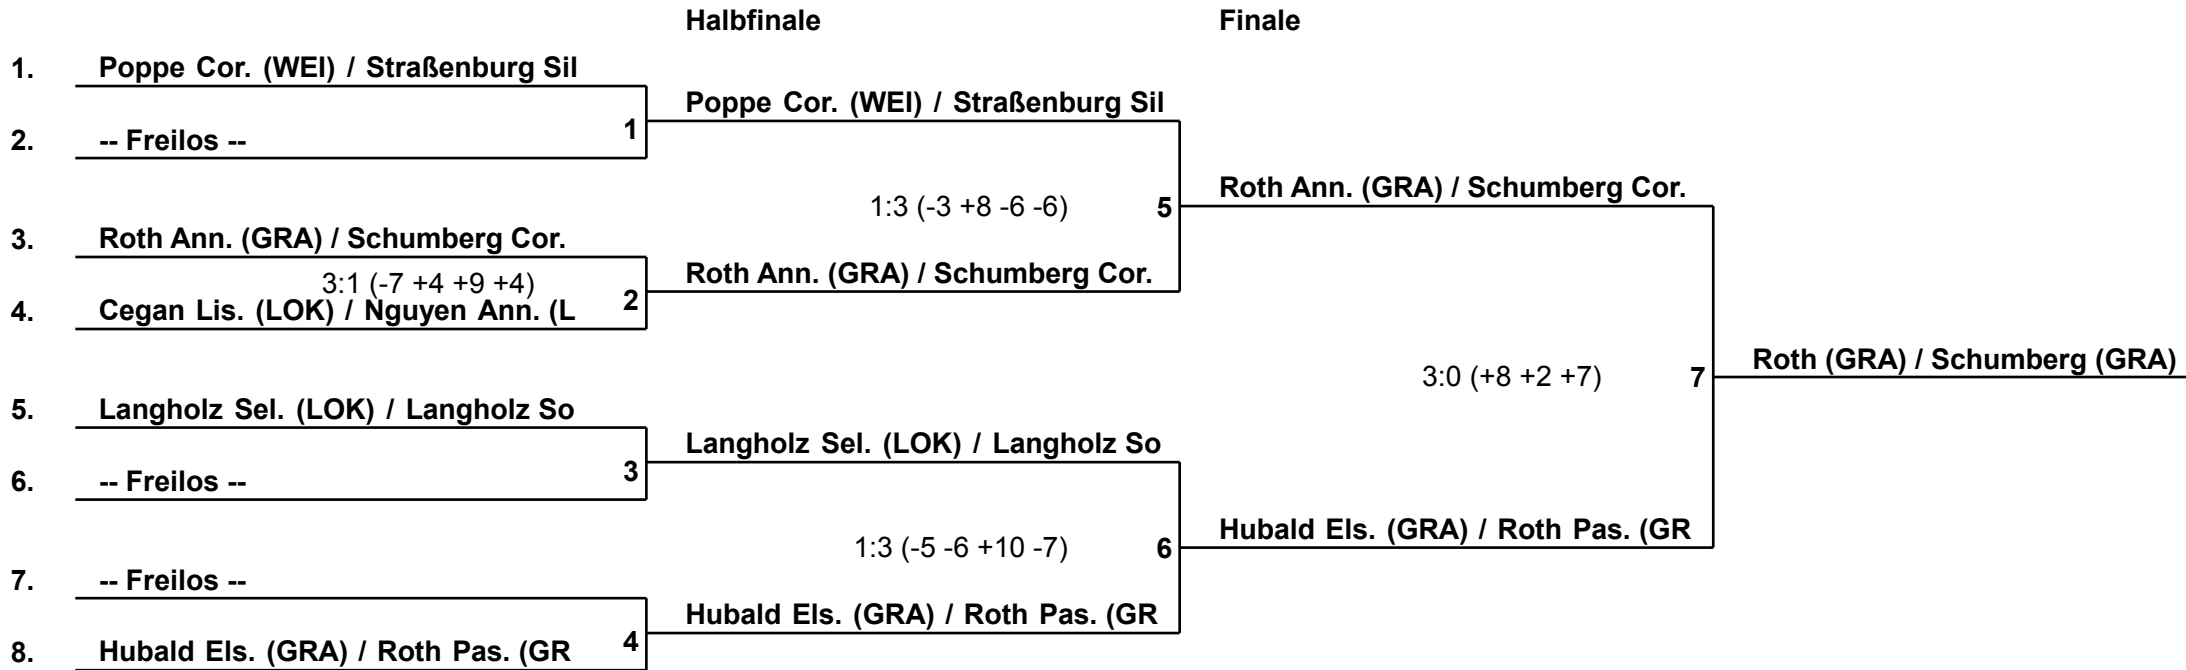 Halbfinale
Finale
1. Poppe Cor. (WEI) / Straßenburg Sil
Poppe Cor. (WEI) / Straßenburg Sil
1
2. -- Freilos --
Roth Ann. (GRA) / Schumberg Cor.
1:3 (-3 +8 -6 -6) 5
3. Roth Ann. (GRA) / Schumberg Cor.
3:1 (-7 +4 +9 +4)
Roth Ann. (GRA) / Schumberg Cor.
2
4. Cegan Lis. (LOK) / Nguyen Ann. (L
Roth (GRA) / Schumberg (GRA)
3:0 (+8 +2 +7) 7
5. Langholz Sel. (LOK) / Langholz So
Langholz Sel. (LOK) / Langholz So
3
6. -- Freilos --
Hubald Els. (GRA) / Roth Pas. (GR
1:3 (-5 -6 +10 -7) 6
7. -- Freilos --
Hubald Els. (GRA) / Roth Pas. (GR
4
8. Hubald Els. (GRA) / Roth Pas. (GR